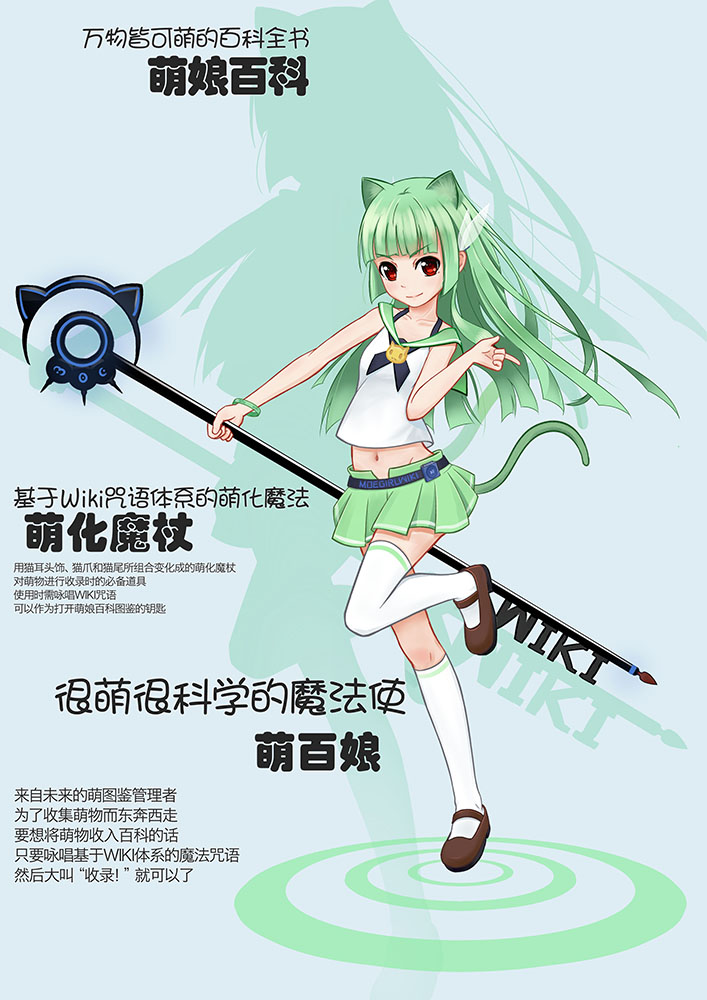 万物皆可萌的百科全书
萌娘百科
MOE
MOEGIRLWIKI
基于Wiki咒语体系的萌化魔法
萌化魔杖
用猫耳头饰、猫爪和猫尾所组合变化成的萌化魔杖
对萌物进行收录时的必备道具
使用时需咏唱WIKI咒语
可以作为打开萌娘百科图鉴的钥匙
WIKI
WIKI
很萌很科学的魔法使
萌百娘
来自未来的萌图鉴管理者
为了收集萌物而东奔西走
要想将萌物收入百科的话
只要咏唱基于WIKI体系的魔法咒语
然后大叫“收录！”就可以了